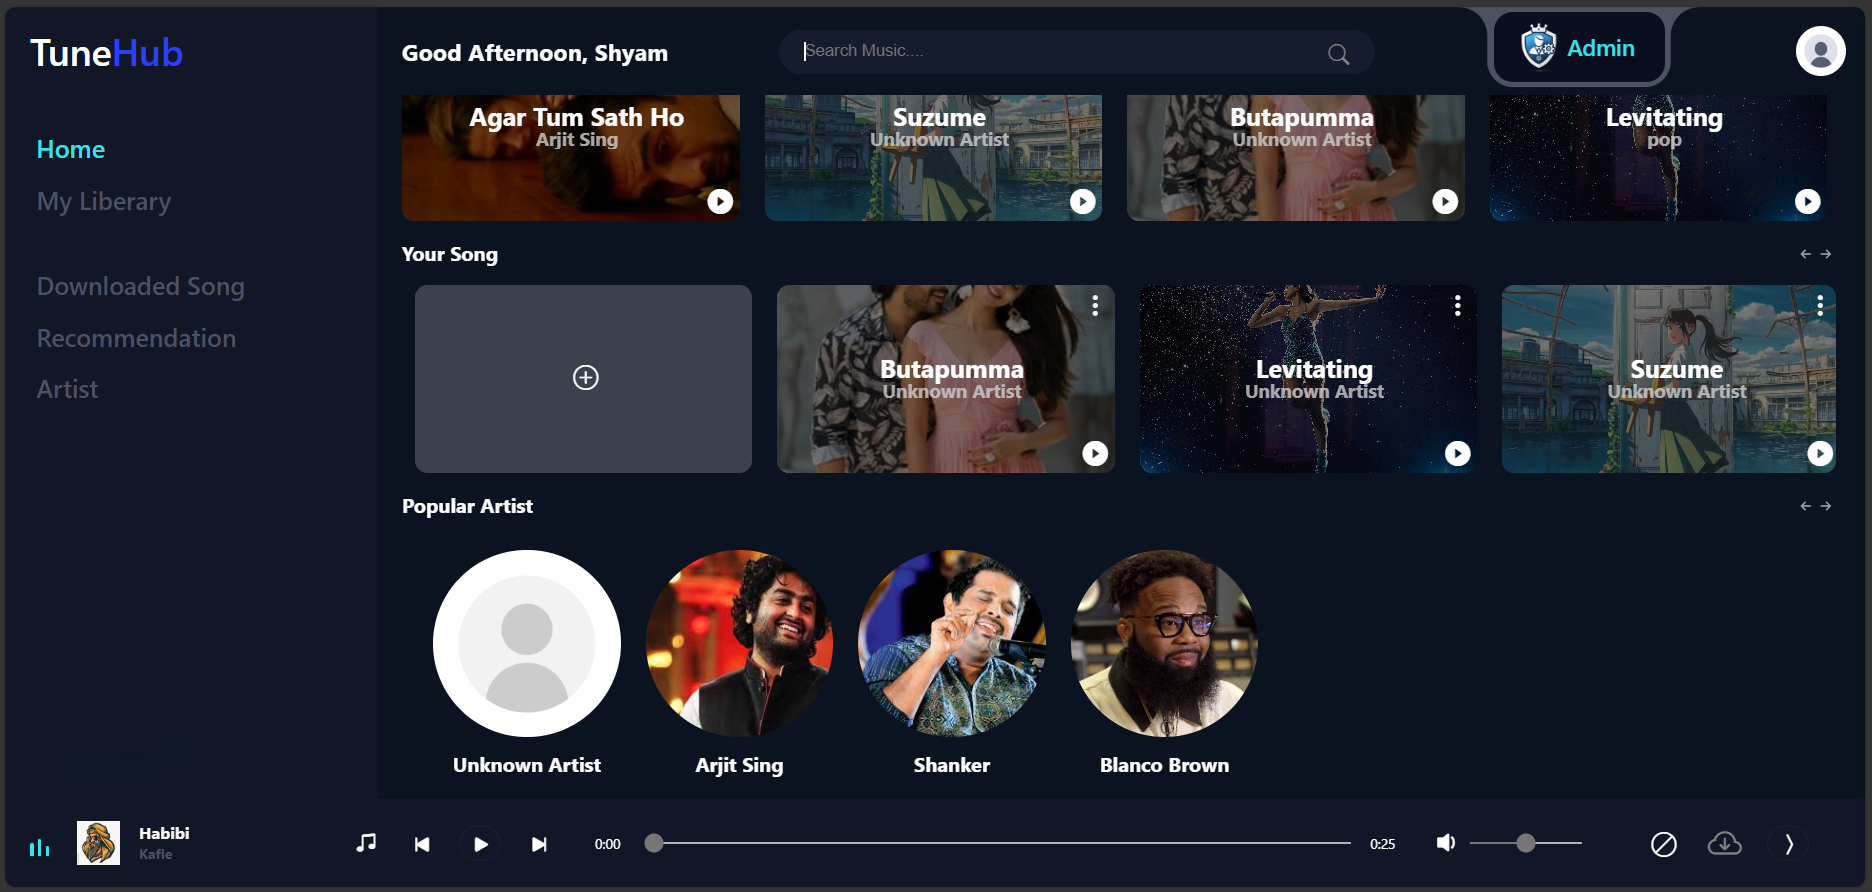 TuneHub
Good Afternoon, Shyam
Search Music....
Admin
Home
My Liberary
Downloaded Song
Recommendation
Artist
Agar Tum Sath Ho
Arjit Sing
Suzume
Unknown Artist
Butapumma
Unknown Artist
Levitating
pop
Your Song
Butapumma
Unknown Artist
Levitating
Unknown Artist
Suzume
Unknown Artist
Popular Artist
Unknown Artist
Arjit Sing
Shanker
Blanco Brown
Habibi
Kafle
0:00
0:25